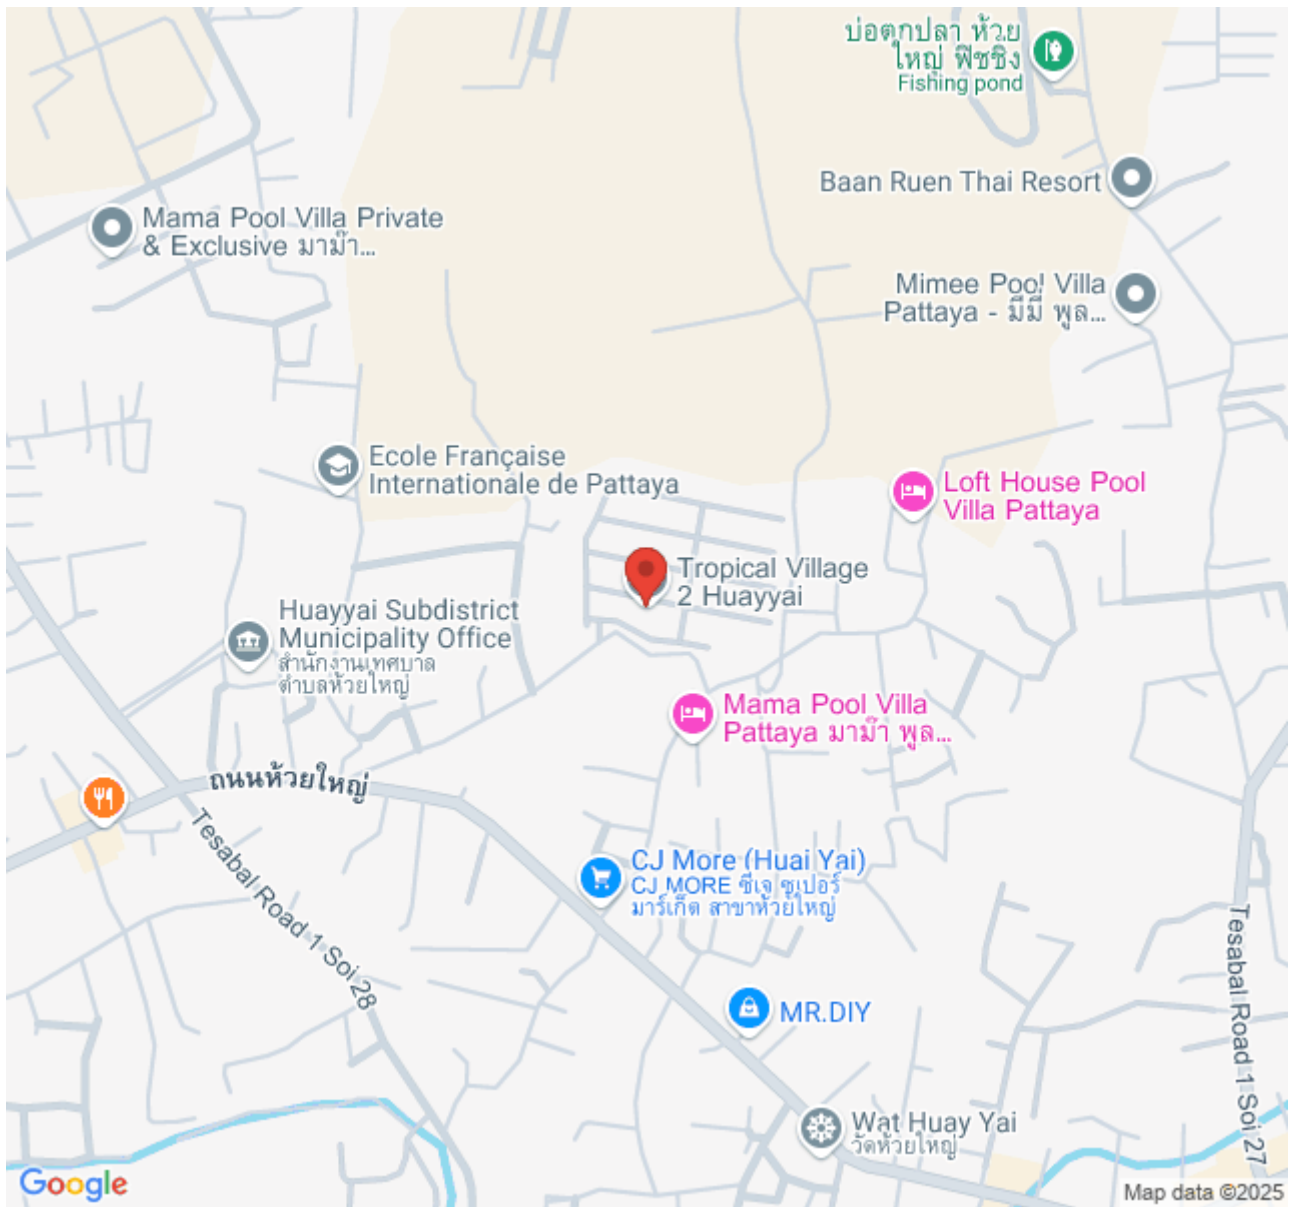 บ่อตกปลา ห้วย
ใหญ่ ฟิชชิ่ง
Fishing pond
Baan Ruen Thai Resort
Mama Pool Villa Private
& Exclusive มาม๊า...
Mimee Pool Villa
Pattaya - มีมี่ พูล...
Ecole Française
Internationale de Pattaya
Loft House Pool
Villa Pattaya
Tropical Village
2 Huayyai
Huayyai Subdistrict
Municipality Office
สำนักงานเทศบาล
ตำบลห้วยใหญ่
Mama Pool Villa
Pattaya มาม๊า พูล...
ถนนห้วยใหญ่
Tesabal Road 1 Soi 28
CJ More (Huai Yai)
CJ MORE ซีเจ ซูเปอร์
มาร์เก็ต สาขาห้วยใหญ่
Tesabal Road 1 Soi 27
MR.DIY
Wat Huay Yai
วัดห้วยใหญ่
Google
Map data ©2025